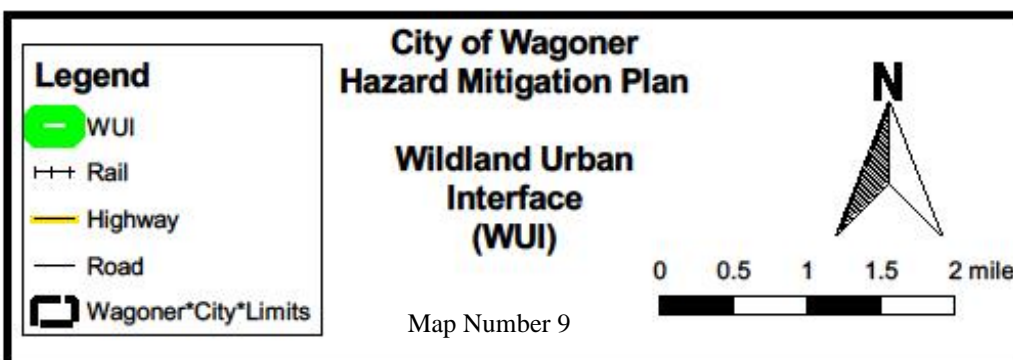 Legend
WUI
Rail
Highway
Road
Wagoner*City*Limits
City of Wagoner
Hazard Mitigation Plan
Wildland Urban
Interface
(WUI)
Map Number 9
N
0 0.5 1 1.5 2 mile